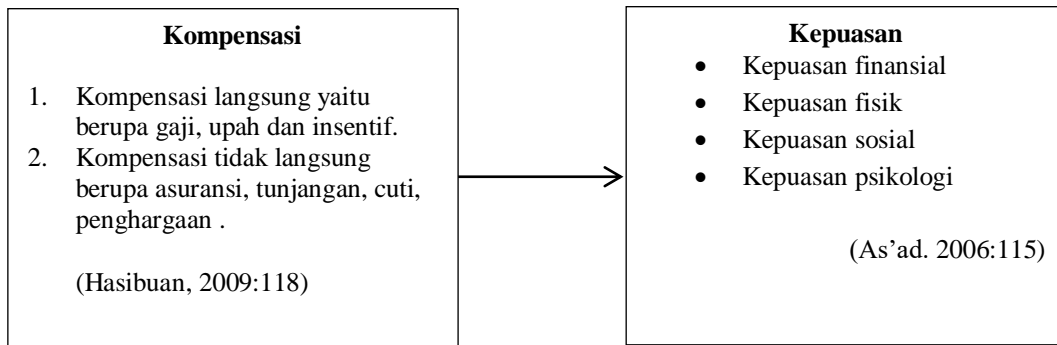 Kompensasi
1. Kompensasi langsung yaitu
berupa gaji, upah dan insentif.
2. Kompensasi tidak langsung
berupa asuransi, tunjangan, cuti,
penghargaan .
(Hasibuan, 2009:118)
Kepuasan
• Kepuasan finansial
• Kepuasan fisik
• Kepuasan sosial
• Kepuasan psikologi
(As’ad. 2006:115)